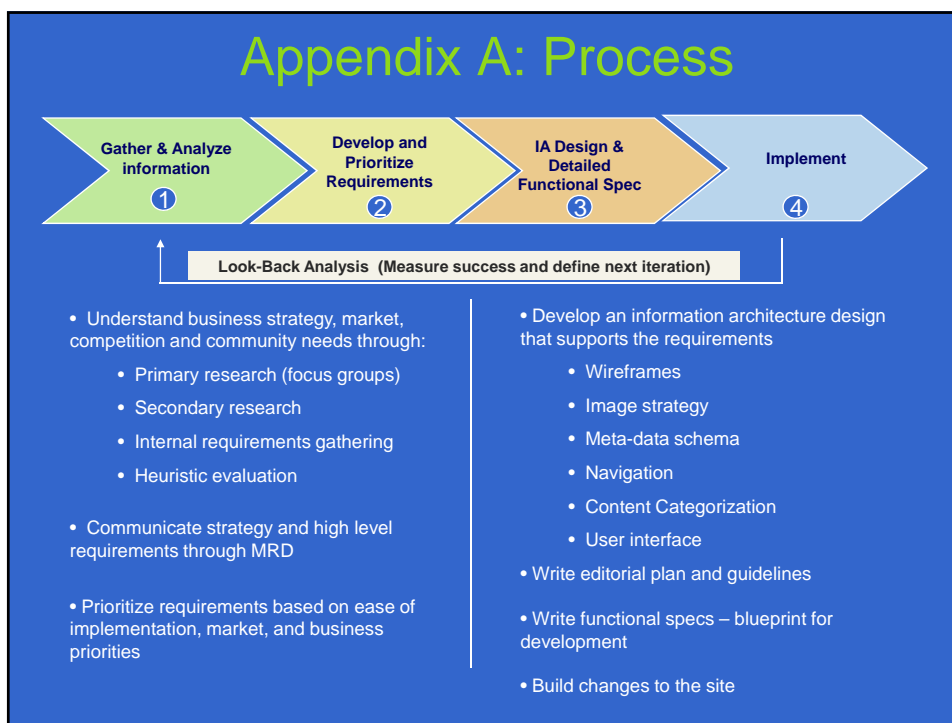 Appendix A: Process
Gather & Analyze
information
1
Develop and
Prioritize
Requirements
2
IA Design &
Detailed
Functional Spec
3
Implement
4
Look-Back Analysis  (Measure success and define next iteration)
• Understand business strategy, market,
competition and community needs through:
• Primary research (focus groups)
• Secondary research
• Internal requirements gathering
• Heuristic evaluation
• Communicate strategy and high level
requirements through MRD
• Prioritize requirements based on ease of
implementation, market, and business
priorities
• Develop an information architecture design
that supports the requirements
• Wireframes
• Image strategy
• Meta-data schema
• Navigation
• Content Categorization
• User interface
• Write editorial plan and guidelines
• Write functional specs – blueprint for
development
• Build changes to the site